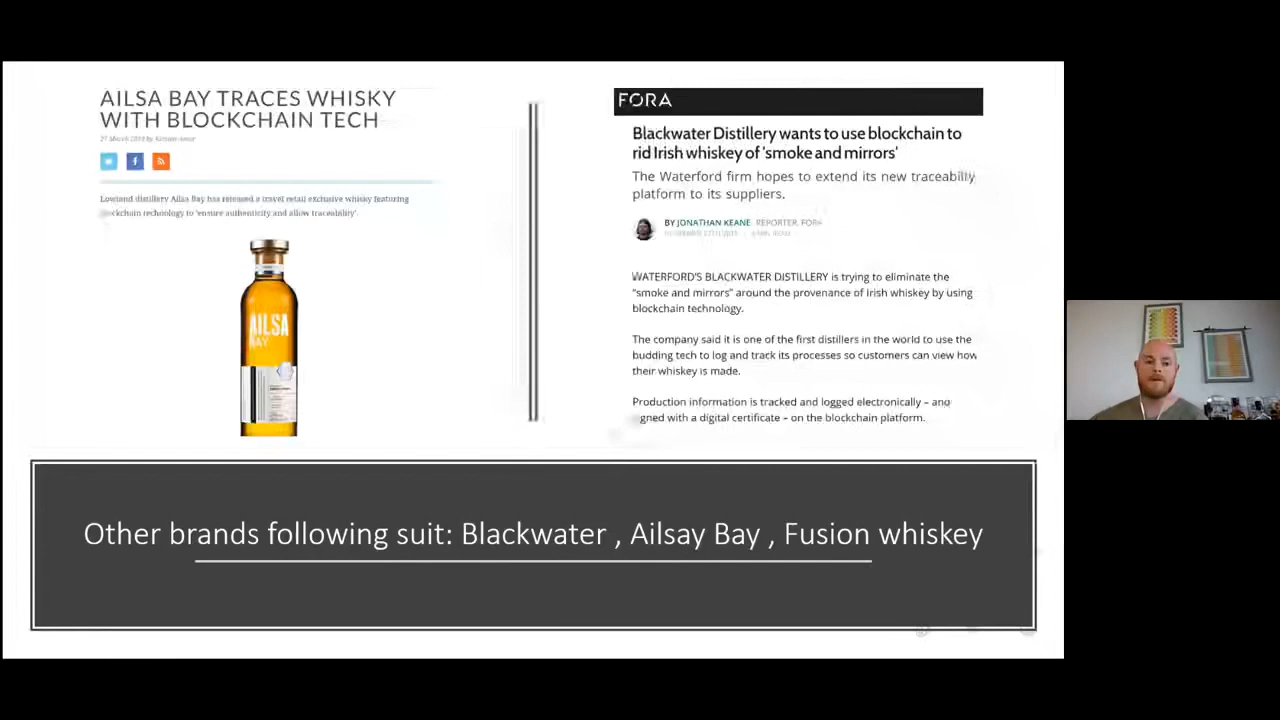 AILSA BAY TRACES WHISKY
WITH BLOCKCHAIN TECH
Lowland distillery Ailsa Bay has released a travel retail exclusive whisky featuring
ockchain technology to 'ensure authenticity and allow traceability'.
AILSA
BAY
FORA
Blackwater Distillery wants to use blockchain to
rid Irish whiskey of 'smoke and mirrors'
The Waterford firm hopes to extend its new traceability
platform to its suppliers.
BY JONATHAN KEANE REPORTER, FORA
WATERFORD'S BLACKWATER DISTILLERY is trying to eliminate the
“smoke and mirrors” around the provenance of Irish whiskey by using
blockchain technology.
The company said it is one of the first distillers in the world to use the
budding tech to log and track its processes so customers can view how
their whiskey is made.
Production information is tracked and logged electronically – and
gned with a digital certificate – on the blockchain platform.
Other brands following suit: Blackwater , Ailsay Bay , Fusion whiskey